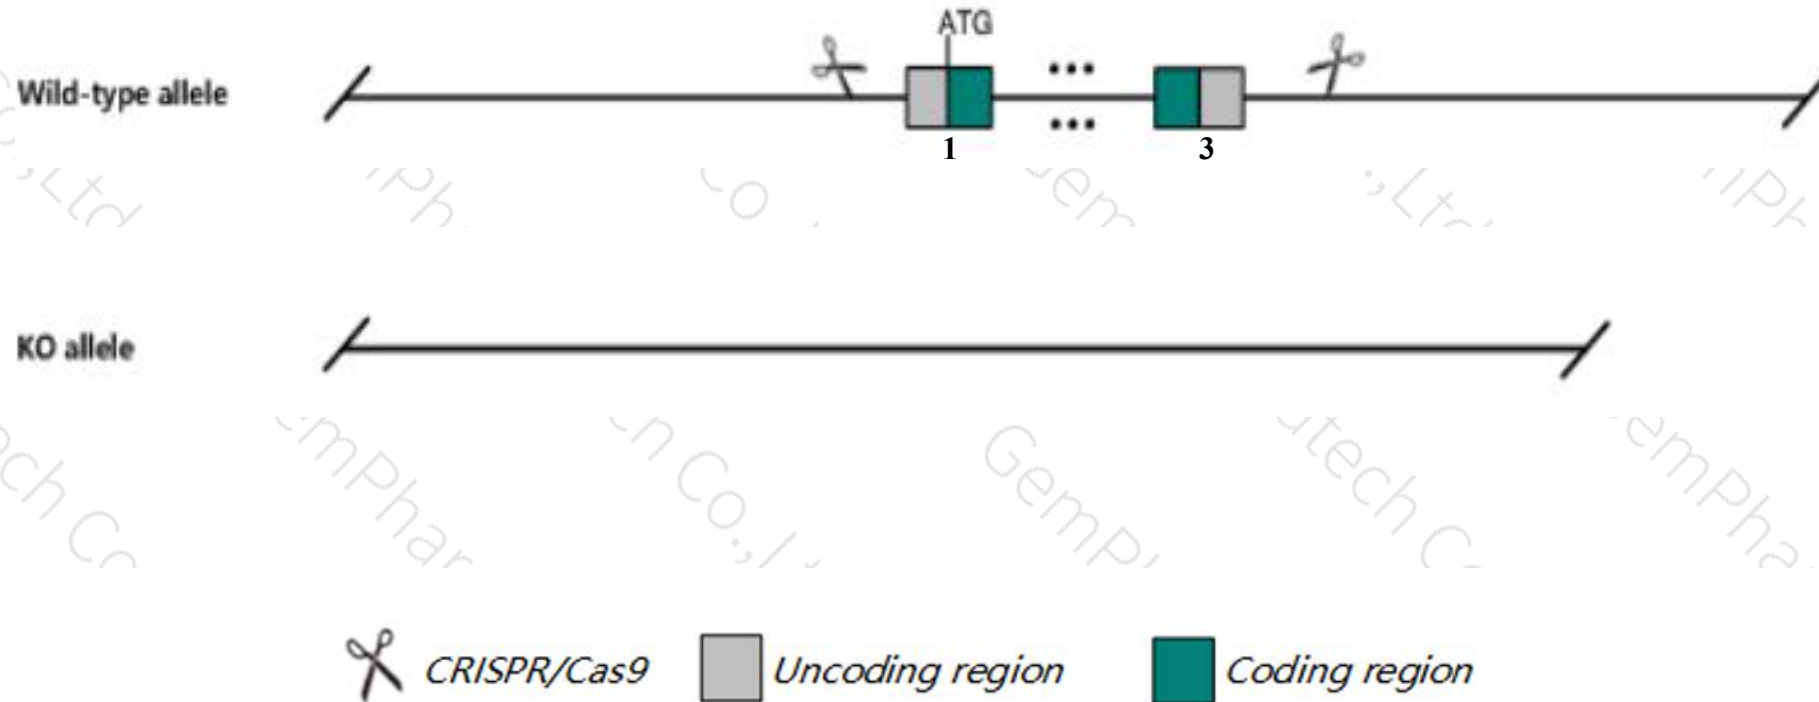 ATG
Wild-type allele
... 
...
1 3
KO allele
CRISPR/Cas9 Uncoding region Coding region